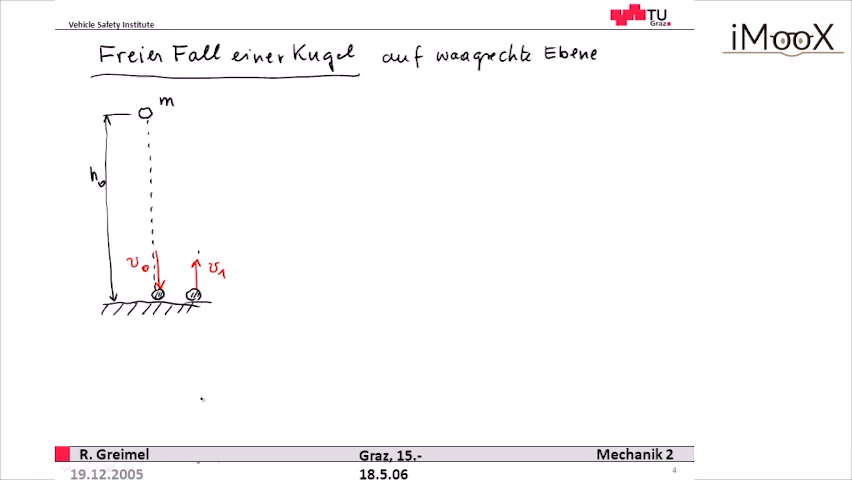 Vehicle Safety Institute
TU
Graz
iMooX
Freier Fall einer Kugel auf waagrechte Ebene
m
h₀
v₀
v₁
R. Greimel
Graz, 15.-
Mechanik 2
19.12.2005
18.5.06
4